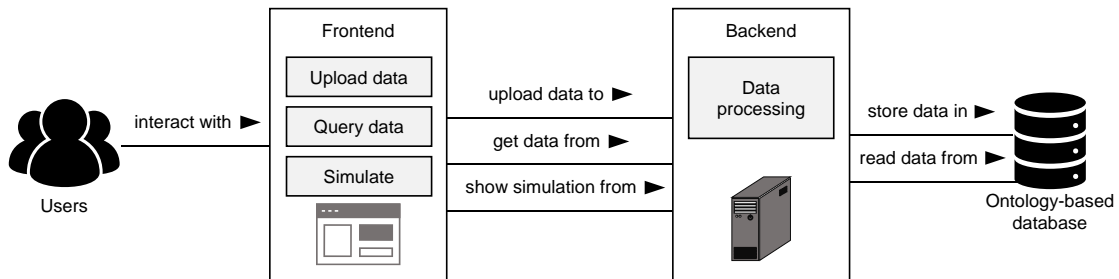 Frontend
Backend
Upload data
Query data
Simulate
Data
processing
interact with ►
upload data to ►
get data from ►
show simulation from ►
store data in ►
read data from ►
Users
Ontology-based
database